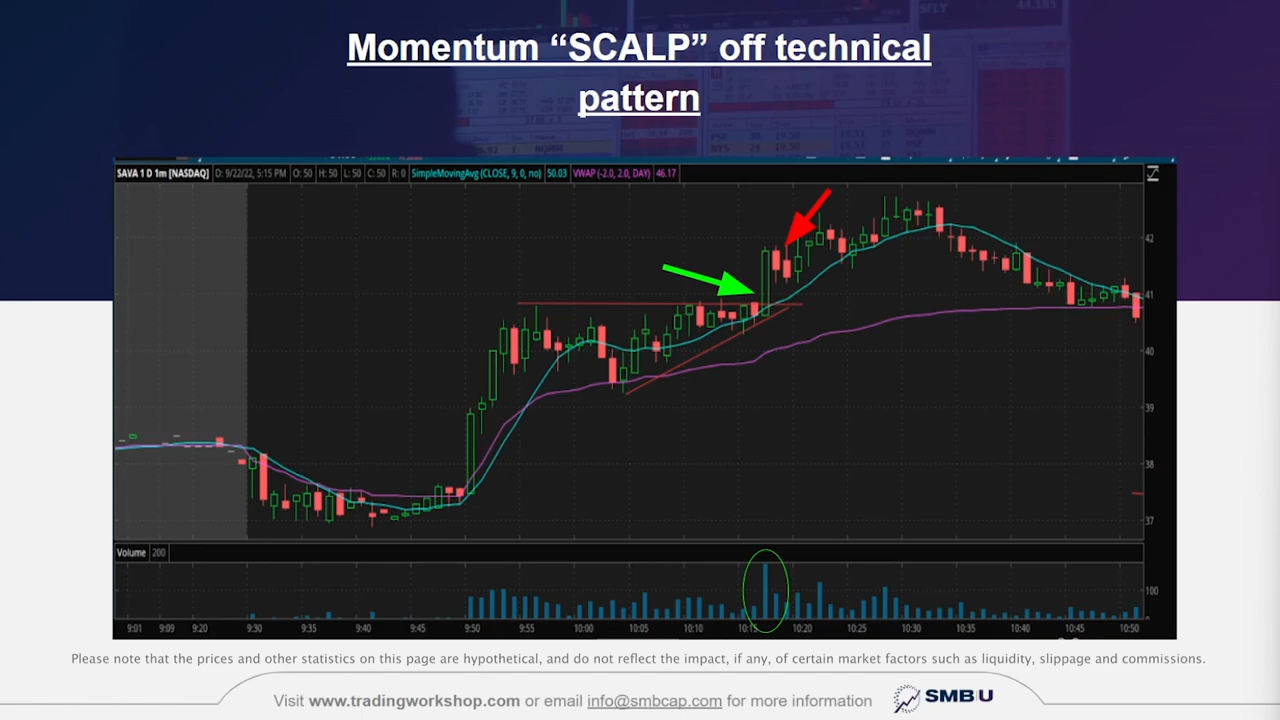 SFLY 44.185
Momentum “SCALP” off technical
pattern
SAVA 1 D 1m [NASDAQ] D: 9/22/22, 5:15 PM O: 50 H: 50 L: 50 C: 50 R: 0 SimpleMovingAvg (CLOSE, 9, 0, no) 50.03 VWAP (-2.0, 2.0, DAY) 46.17
42
41
40
39
38
37
Volume 200
100
0
9:01 9:09 9:20 9:30 9:35 9:40 9:45 9:50 9:55 10:00 10:05 10:10 10:15 10:20 10:25 10:30 10:35 10:40 10:45 10:50
Please note that the prices and other statistics on this page are hypothetical, and do not reflect the impact, if any, of certain market factors such as liquidity, slippage and commissions.
Visit www.tradingworkshop.com or email info@smbcap.com for more information SMBU